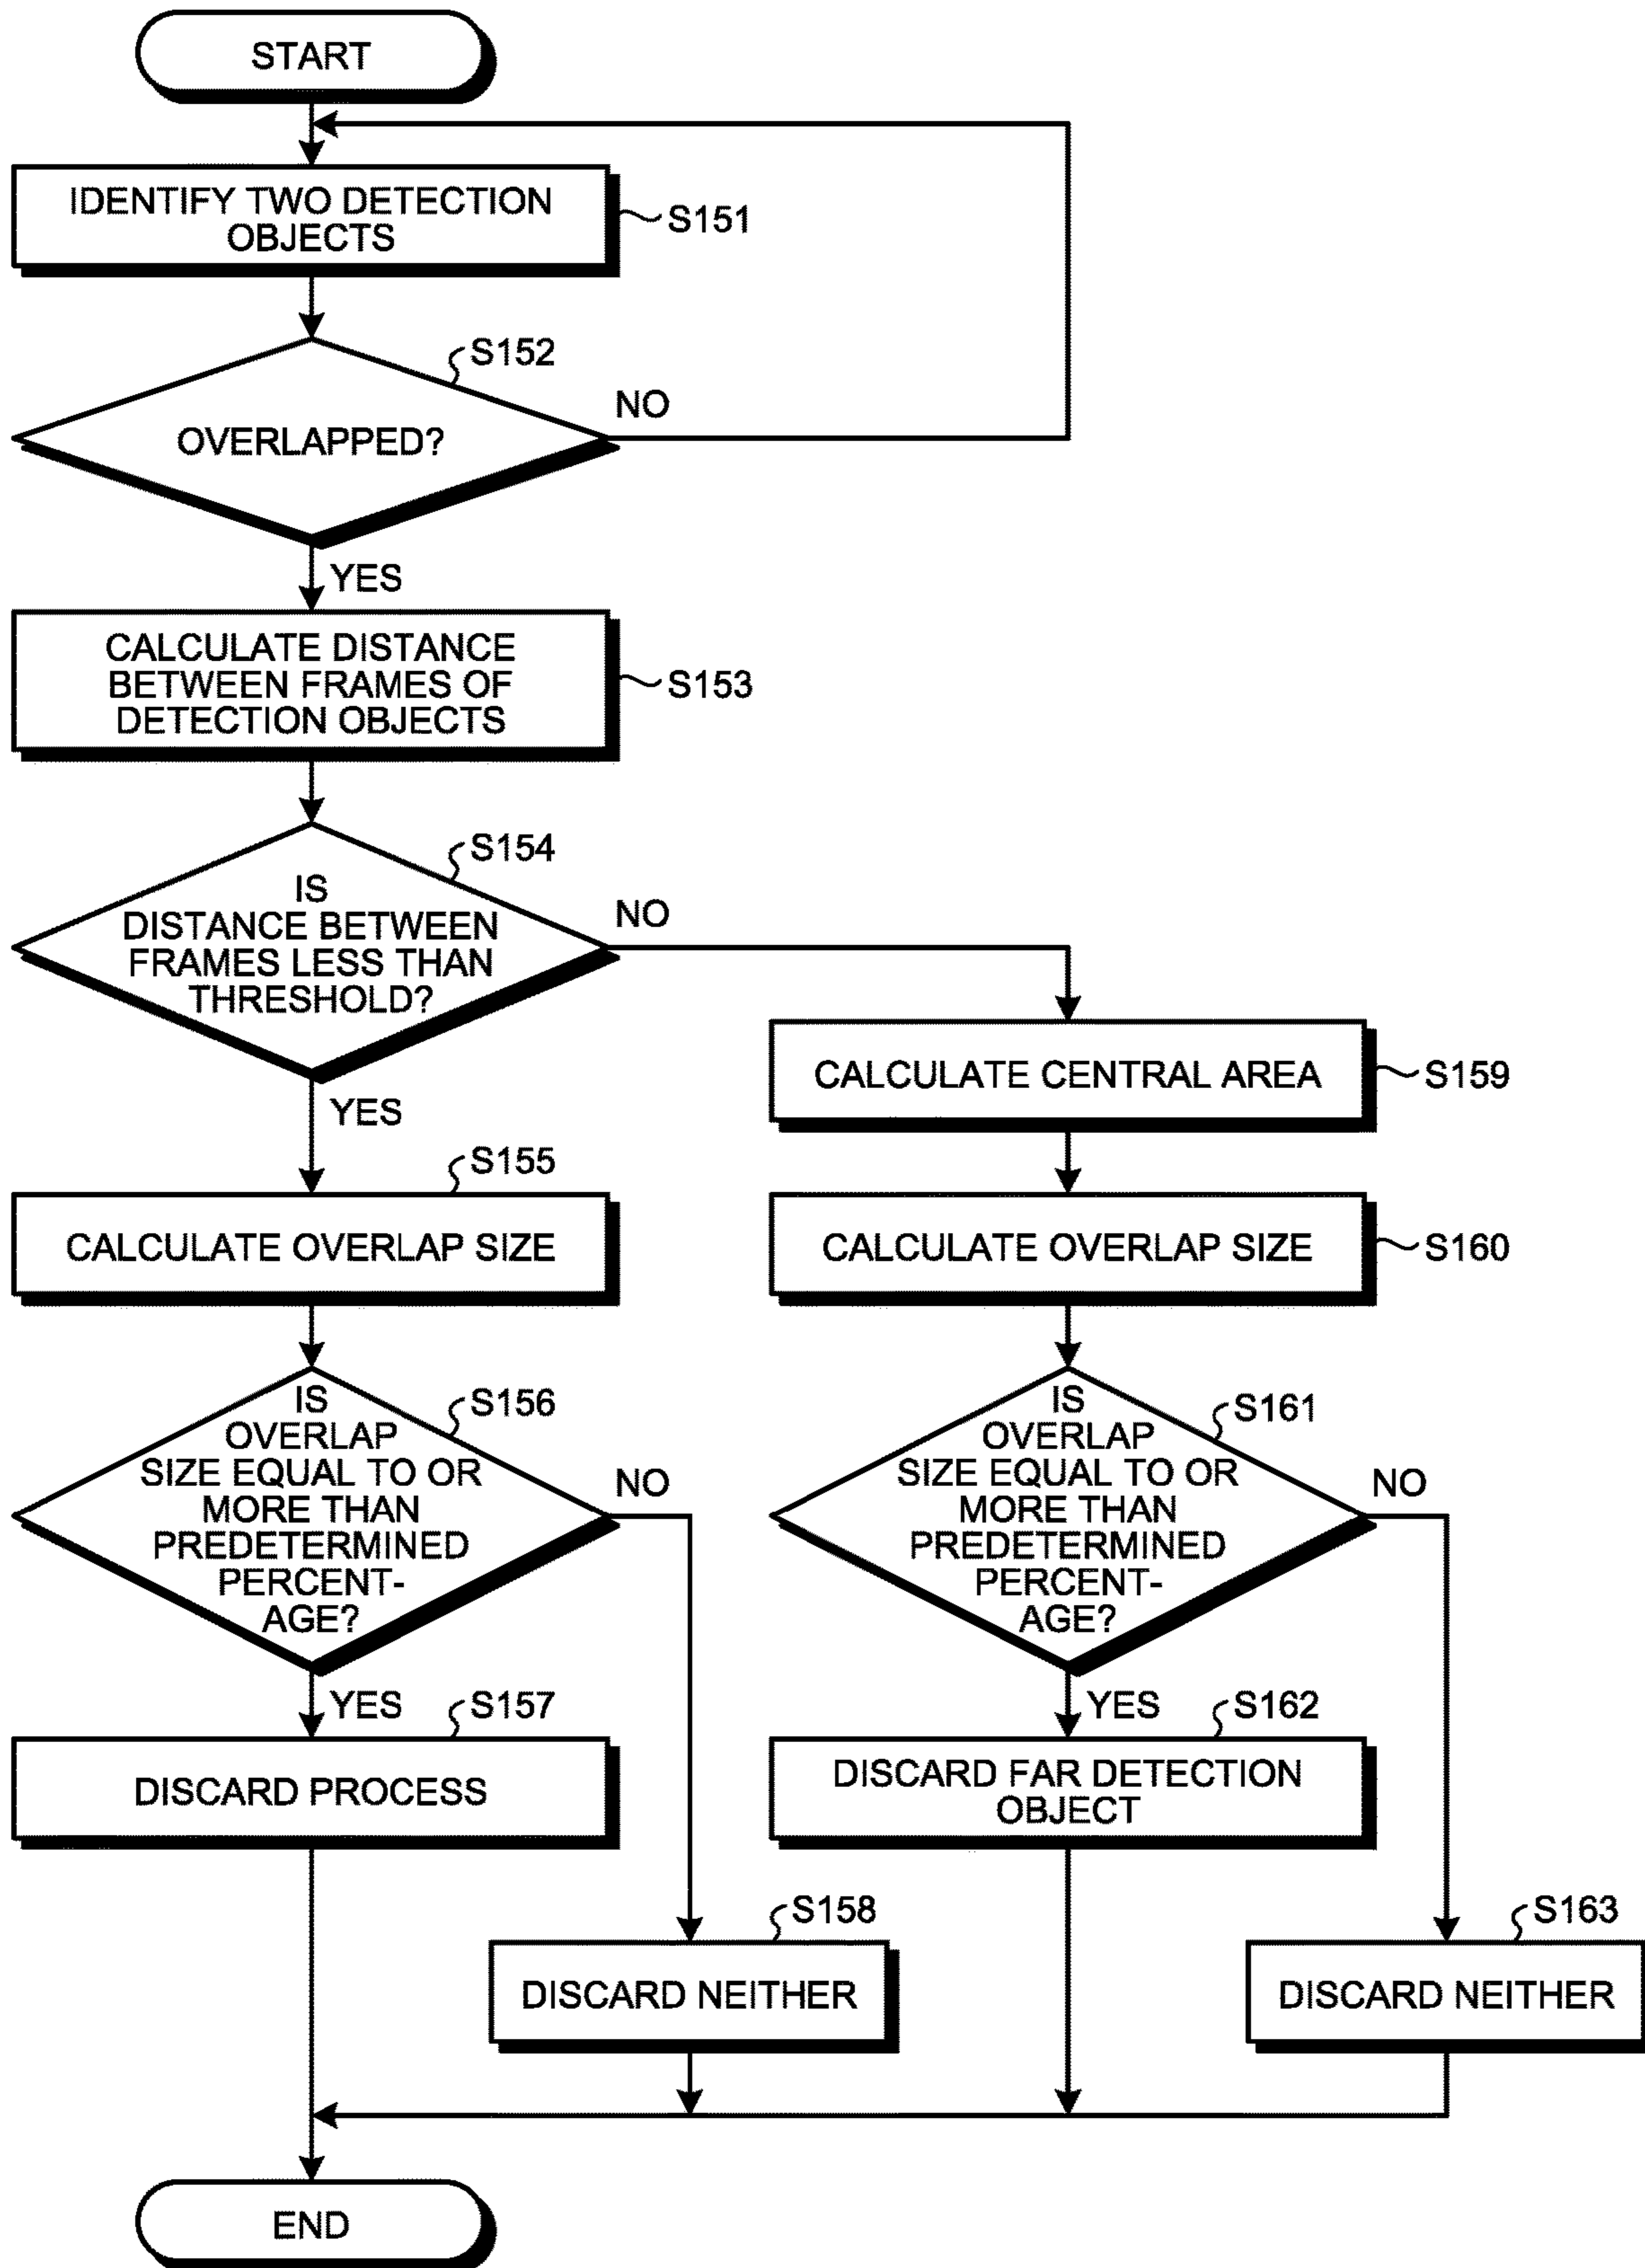 START
IDENTIFY TWO DETECTION
OBJECTS
S151
S152
OVERLAPPED?
NO
YES
CALCULATE DISTANCE
BETWEEN FRAMES OF
DETECTION OBJECTS
S153
S154
IS
DISTANCE BETWEEN
FRAMES LESS THAN
THRESHOLD?
NO
YES
CALCULATE CENTRAL AREA
S159
S155
CALCULATE OVERLAP SIZE
CALCULATE OVERLAP SIZE
S160
S156
IS
OVERLAP
SIZE EQUAL TO OR
MORE THAN
PREDETERMINED
PERCENT-
AGE?
NO
YES
S161
IS
OVERLAP
SIZE EQUAL TO OR
MORE THAN
PREDETERMINED
PERCENT-
AGE?
NO
YES
S157
DISCARD PROCESS
S162
DISCARD FAR DETECTION
OBJECT
S158
DISCARD NEITHER
S163
DISCARD NEITHER
END